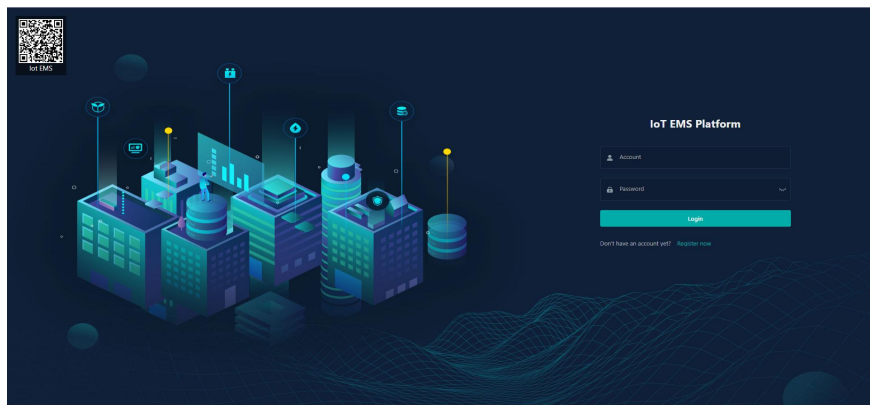 Iot EMS
IoT EMS Platform
Account
Password
Login
Don't have an account yet? Register now